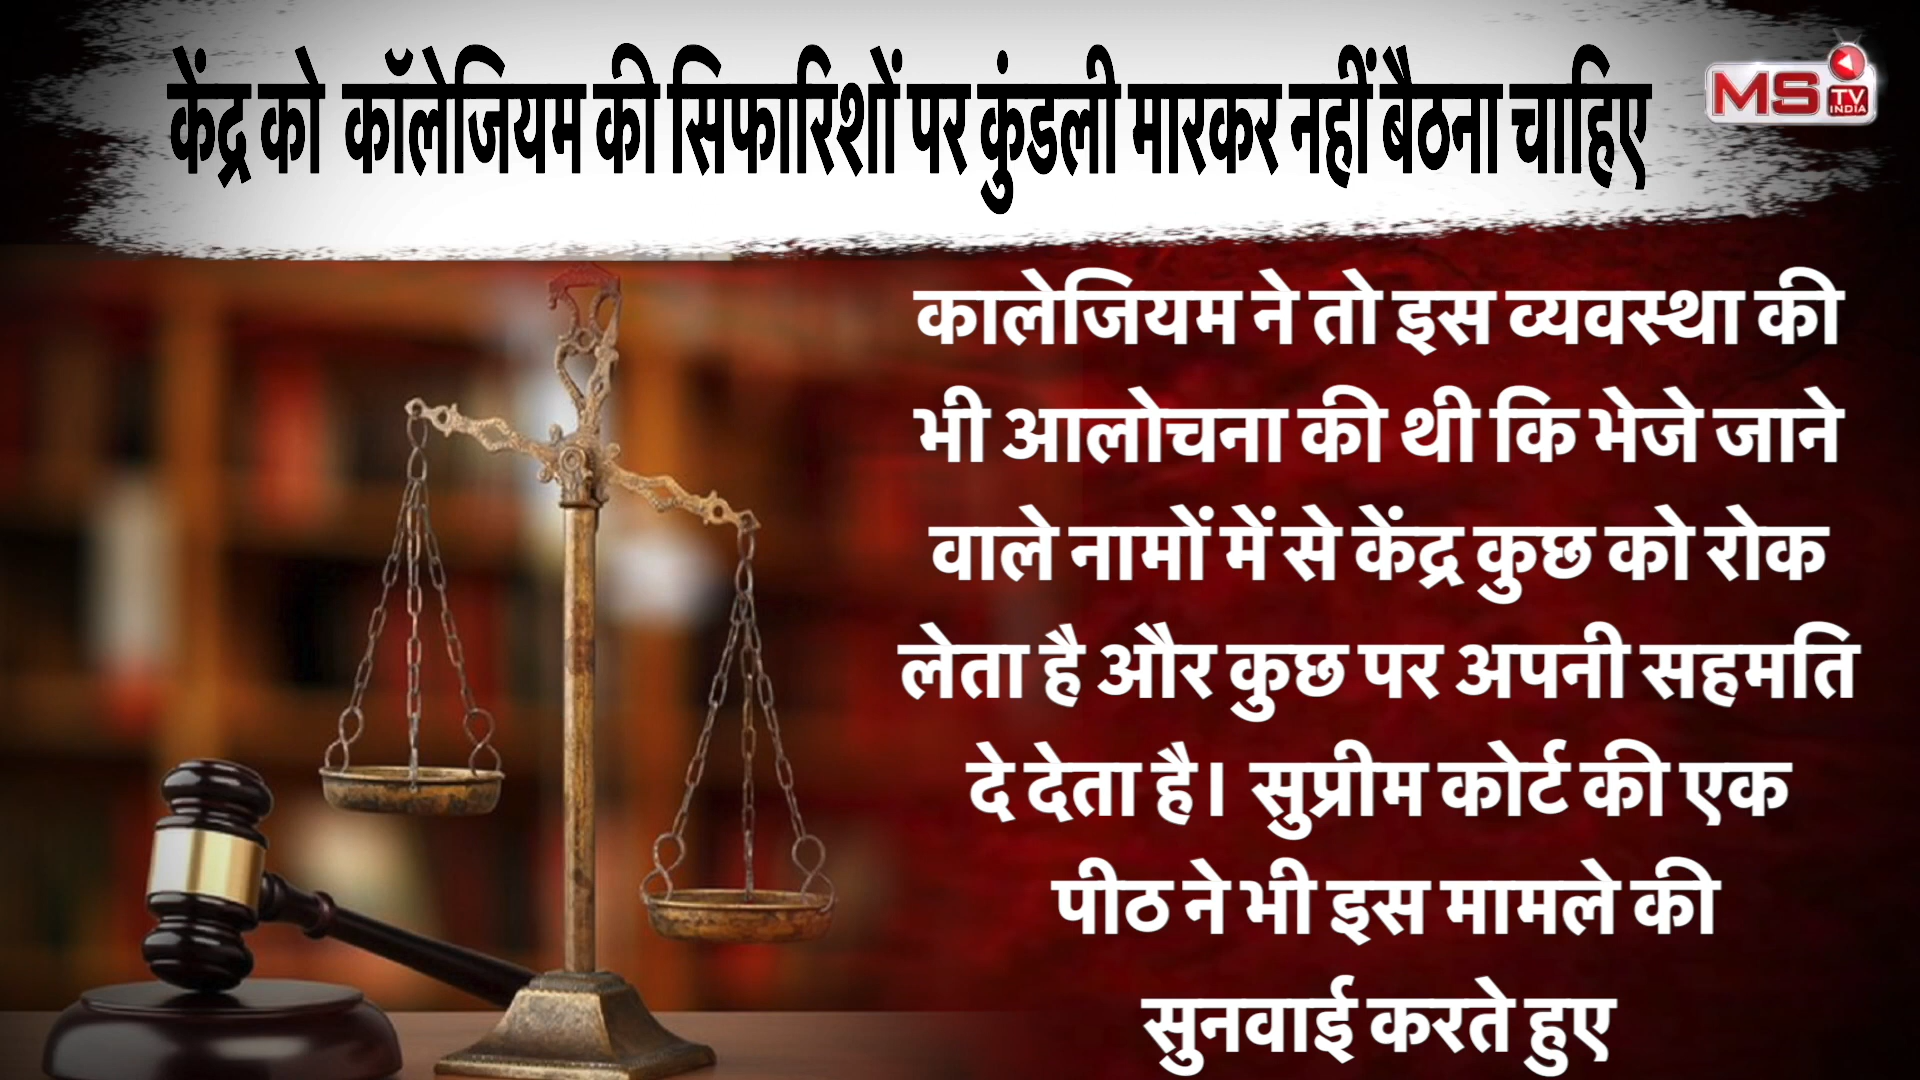 केंद्र को कॉलेजियम की सिफारिशों पर कुंडली मारकर नहीं बैठना चाहिए
MS TV INDIA
कालेजियम ने तो इस व्यवस्था की
भी आलोचना की थी कि भेजे जाने
वाले नामों में से केंद्र कुछ को रोक
लेता है और कुछ पर अपनी सहमति
दे देता है। सुप्रीम कोर्ट की एक
पीठ ने भी इस मामले की
सुनवाई करते हुए